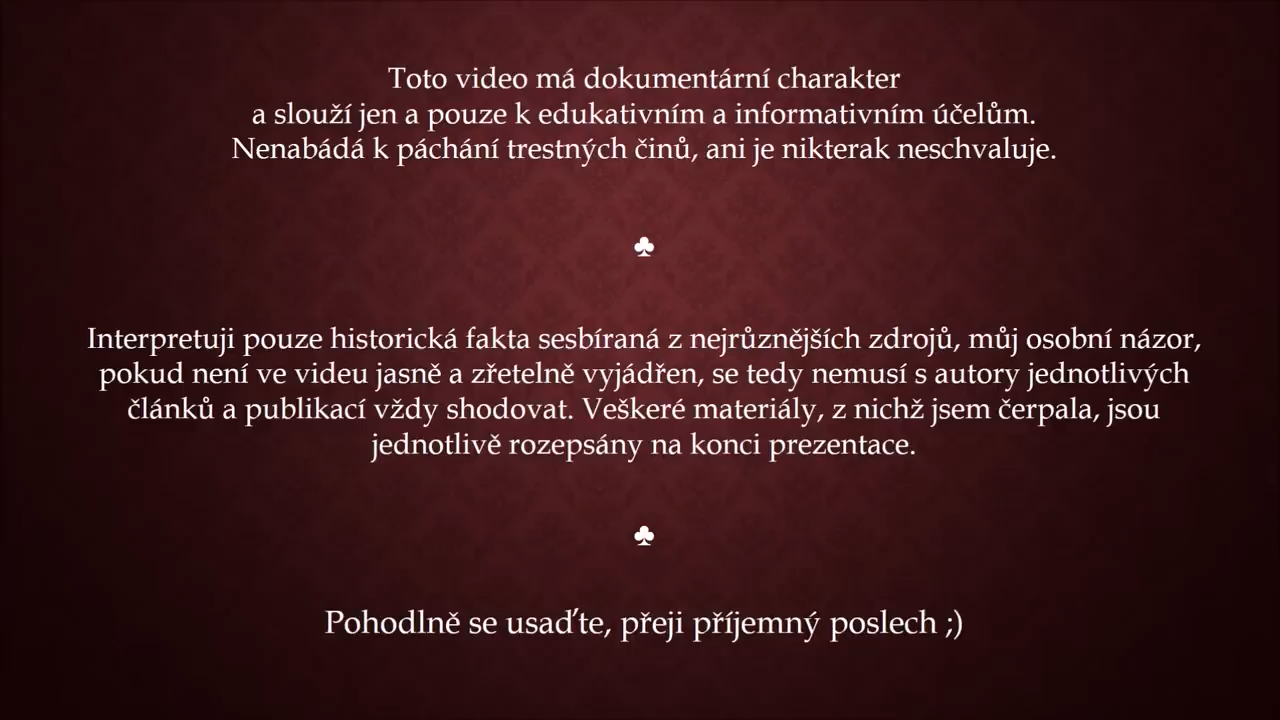 Toto video má dokumentární charakter
a slouží jen a pouze k edukativním a informativním účelům.
Nenabádá k páchání trestných činů, ani je nikterak neschvaluje.
♣
Interpretuji pouze historická fakta sesbíraná z nejrůznějších zdrojů, můj osobní názor,
pokud není ve videu jasně a zřetelně vyjádřen, se tedy nemusí s autory jednotlivých
článků a publikací vždy shodovat. Veškeré materiály, z nichž jsem čerpala, jsou
jednotlivě rozepsány na konci prezentace.
♣
Pohodlně se usaďte, přeji příjemný poslech ;)